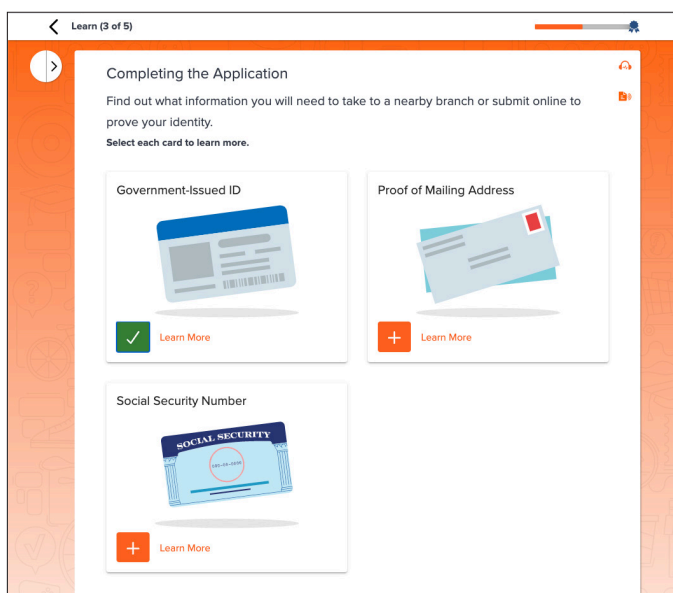 Learn (3 of 5)
Completing the Application
Find out what information you will need to take to a nearby branch or submit online to
prove your identity.
Select each card to learn more.
Government-Issued ID
Learn More
Proof of Mailing Address
Learn More
Social Security Number
SOCIAL SECURITY
Learn More